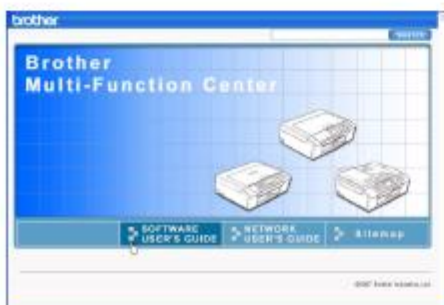 brother
Brother
Multi-Function Center
SOFTWARE
USER'S GUIDE
NETWORK
USER'S GUIDE
Sitemap